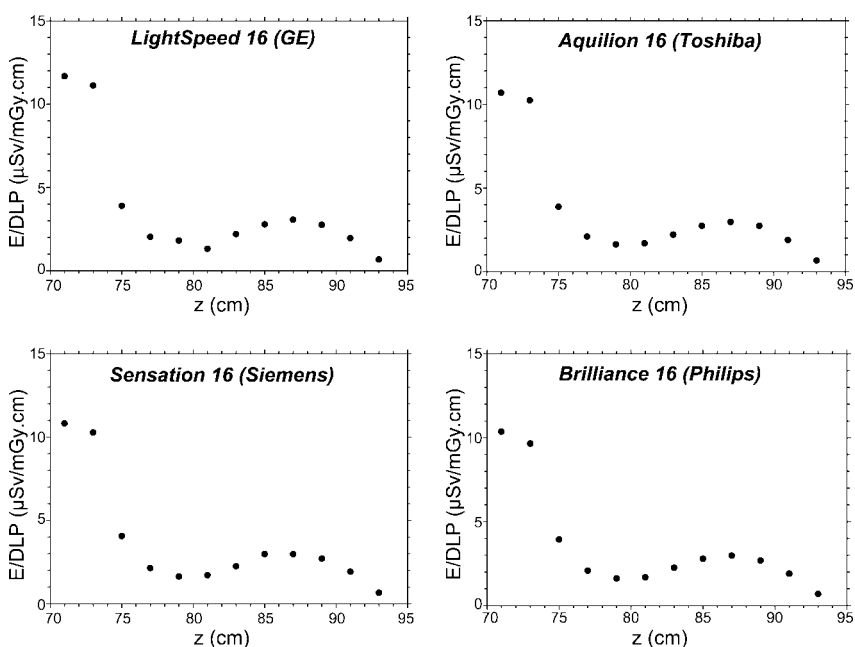 LightSpeed 16 (GE)
E/DLP (μSv/mGy.cm)
15
10
5
0
70 75 80 85 90 95
z (cm)
Aquilion 16 (Toshiba)
E/DLP (μSv/mGy.cm)
15
10
5
0
70 75 80 85 90 95
z (cm)
Sensation 16 (Siemens)
E/DLP (μSv/mGy.cm)
15
10
5
0
70 75 80 85 90 95
z (cm)
Brilliance 16 (Philips)
E/DLP (μSv/mGy.cm)
15
10
5
0
70 75 80 85 90 95
z (cm)